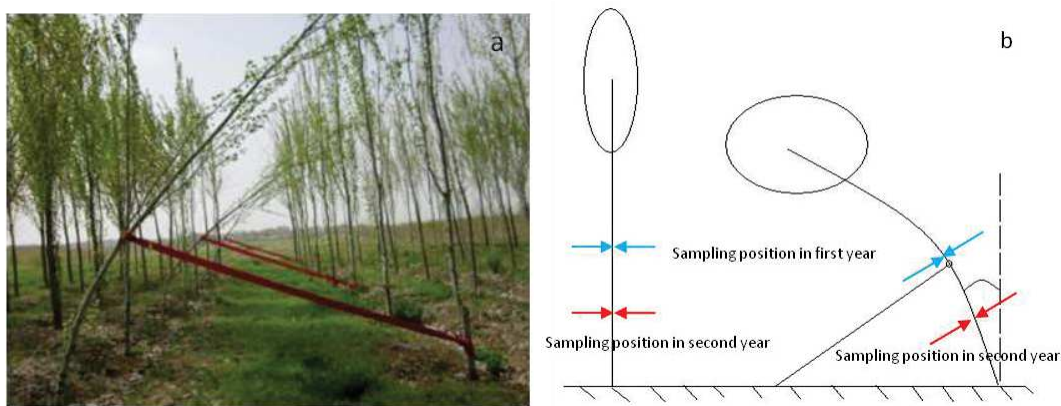 a
b
Sampling position in first year
Sampling position in second year
Sampling position in second year